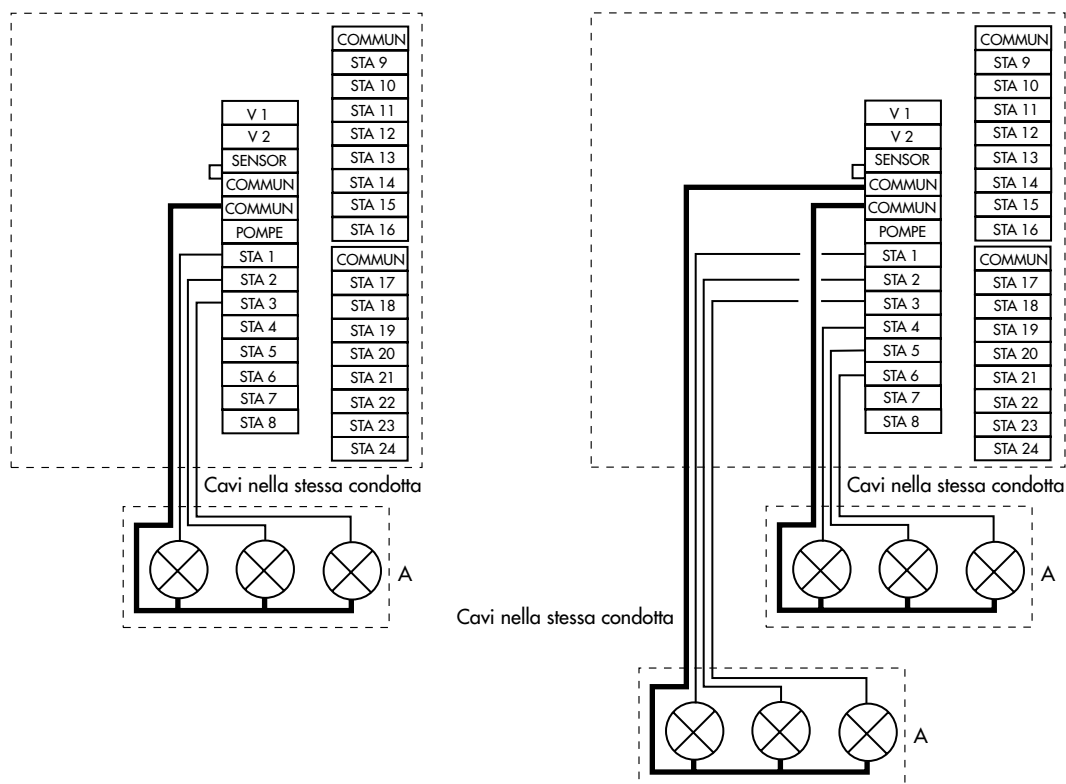 COMMUN
STA 9
STA 10
STA 11
STA 12
STA 13
STA 14
STA 15
STA 16
COMMUN
STA 17
STA 18
STA 19
STA 20
STA 21
STA 22
STA 23
STA 24
V 1
V 2
SENSOR
COMMUN
COMMUN
POMPE
STA 1
STA 2
STA 3
STA 4
STA 5
STA 6
STA 7
STA 8
Cavi nella stessa condotta
A
COMMUN
STA 9
STA 10
STA 11
STA 12
STA 13
STA 14
STA 15
STA 16
COMMUN
STA 17
STA 18
STA 19
STA 20
STA 21
STA 22
STA 23
STA 24
V 1
V 2
SENSOR
COMMUN
COMMUN
POMPE
STA 1
STA 2
STA 3
STA 4
STA 5
STA 6
STA 7
STA 8
Cavi nella stessa condotta
A
Cavi nella stessa condotta
A